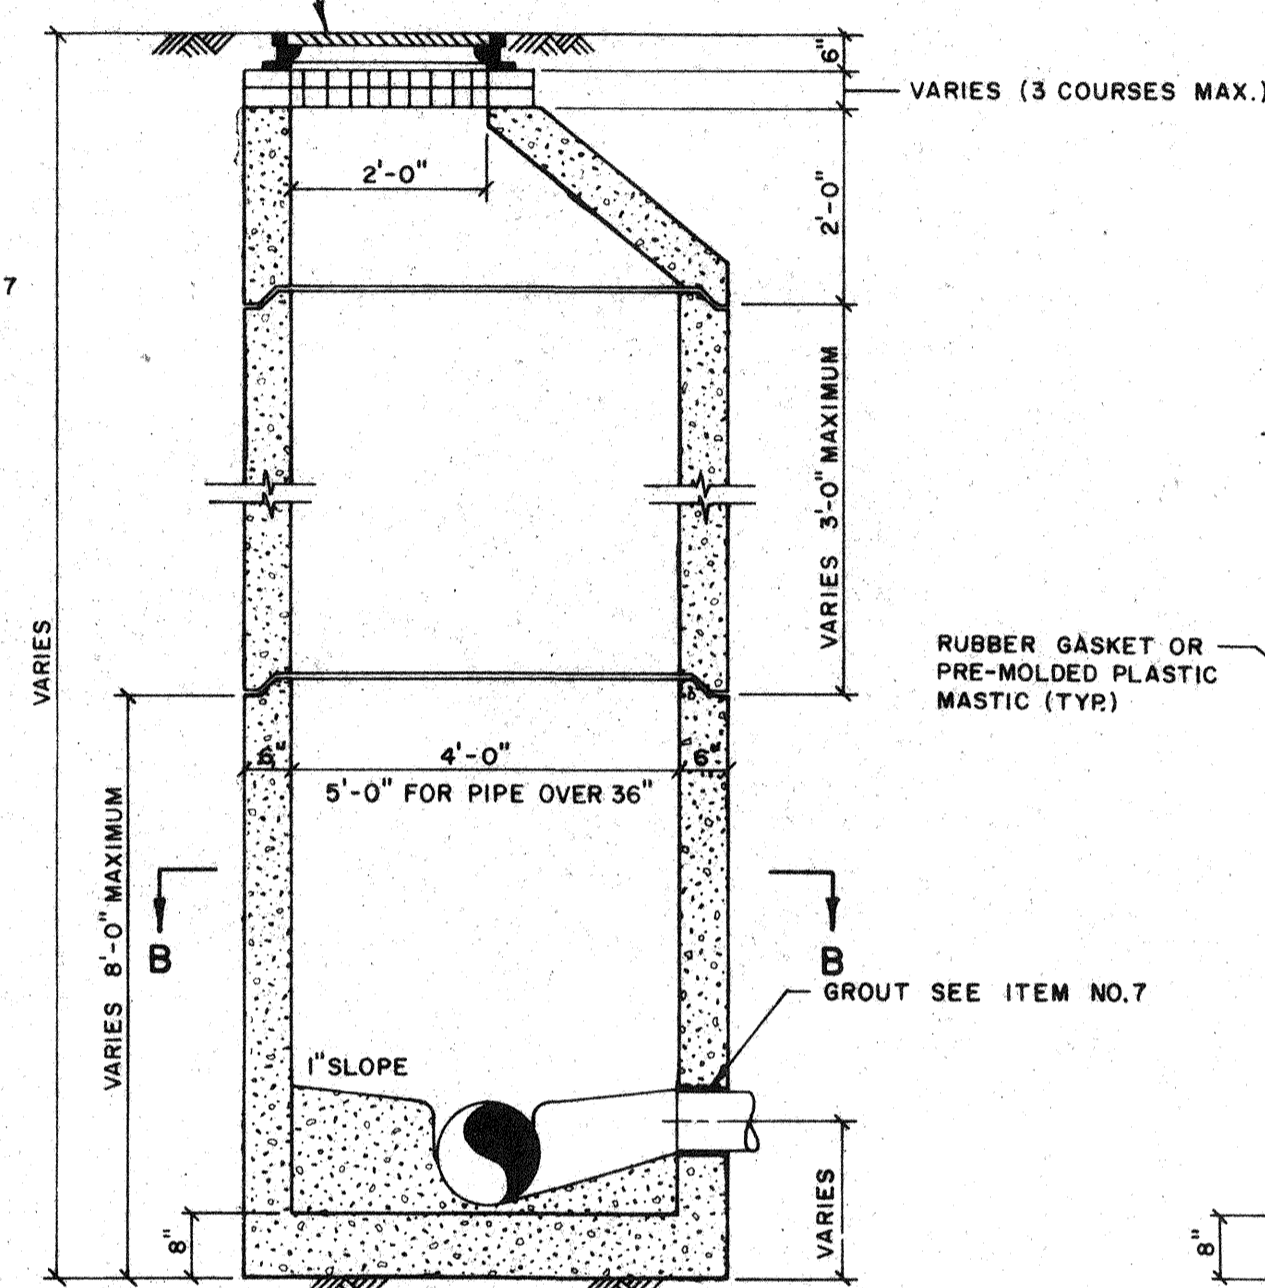 6"
VARIES (3 COURSES MAX.)
2'-0"
2'-0"
7
VARIES 3'-0" MAXIMUM
VARIES
RUBBER GASKET OR
PRE-MOLDED PLASTIC
MASTIC (TYP.)
6" 4'-0" 6"
5'-0" FOR PIPE OVER 36"
VARIES 8'-0" MAXIMUM
B B
GROUT SEE ITEM NO.7
1" SLOPE
VARIES
8"
8"